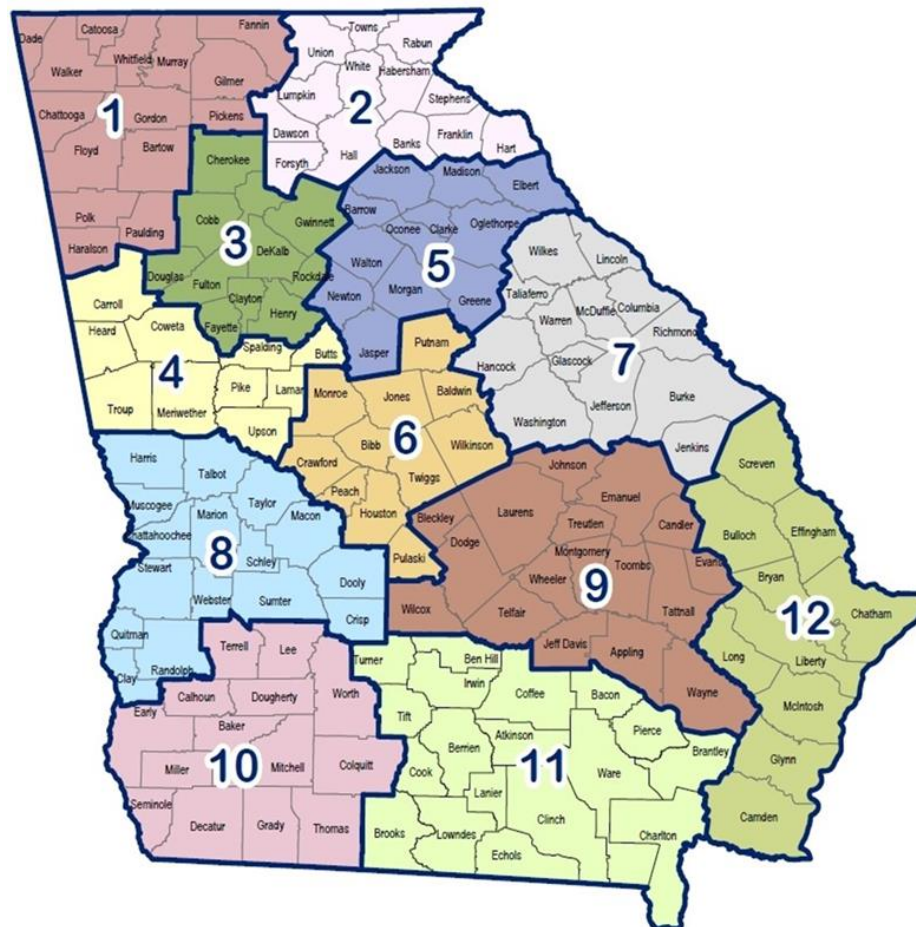 Dade
Catoosa
Fannin
Walker
Whitfield
Murray
Gilmer
Chattooga
1
Gordon
Pickens
Floyd
Bartow
Polk
Haralson
Paulding
Towns
Rabun
Union
White
Habersham
Lumpkin
2
Stephens
Dawson
Franklin
Banks
Hart
Forsyth
Hall
Cherokee
Cobb
Gwinnett
3
DeKalb
Douglas
Rockdale
Fulton
Clayton
Henry
Fayette
Jackson
Madison
Elbert
Barrow
Oconee
Clarke
Oglethorpe
Walton
5
Newton
Morgan
Greene
Jasper
Carroll
Heard
Coweta
Spalding
Butts
4
Pike
Lamar
Troup
Meriwether
Upson
Putnam
Monroe
Jones
Baldwin
6
Bibb
Wilkinson
Crawford
Twiggs
Peach
Houston
Pulaski
Wilkes
Lincoln
Taliaferro
McDuffie
Columbia
Warren
Richmond
Hancock
Glascock
7
Washington
Jefferson
Burke
Jenkins
Harris
Talbot
Taylor
Muscogee
Marion
Macon
Chattahoochee
8
Schley
Stewart
Dooly
Webster
Sumter
Crisp
Quitman
Clay
Randolph
Johnson
Emanuel
Bleckley
Laurens
Treutlen
Candler
Dodge
Montgomery
Toombs
Evans
Wheeler
9
Wilcox
Telfair
Tattnall
Jeff Davis
Appling
Wayne
Screven
Bulloch
Effingham
Bryan
Chatham
12
Long
Liberty
McIntosh
Glynn
Camden
Terrell
Lee
Calhoun
Dougherty
Worth
Early
Baker
Miller
10
Mitchell
Colquitt
Seminole
Decatur
Grady
Thomas
Turner
Ben Hill
Irwin
Coffee
Bacon
Tift
Pierce
Atkinson
Berrien
Brantley
Cook
11
Ware
Lanier
Clinch
Brooks
Lowndes
Charlton
Echols